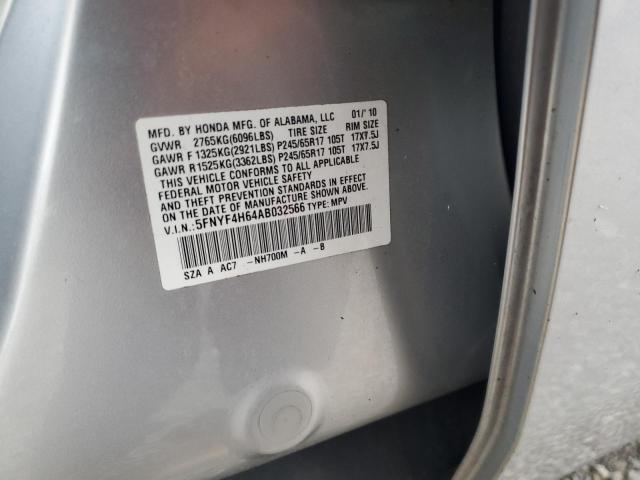 MFD. BY HONDA MFG. OF ALABAMA, LLC 01/'10
GVWR 2765KG(6096LBS) TIRE SIZE RIM SIZE
GAWR F 1325KG(2921LBS) P245/65R17 105T 17X7.5J
GAWR R 1525KG(3362LBS) P245/65R17 105T 17X7.5J
THIS VEHICLE CONFORMS TO ALL APPLICABLE
FEDERAL MOTOR VEHICLE SAFETY
AND THEFT PREVENTION STANDARDS IN EFFECT
ON THE DATE OF MANUFACTURE SHOWN ABOVE.
V.I.N.: 5FNYF4H64AB032566 TYPE: MPV
SZA A AC7 -NH700M -A -B